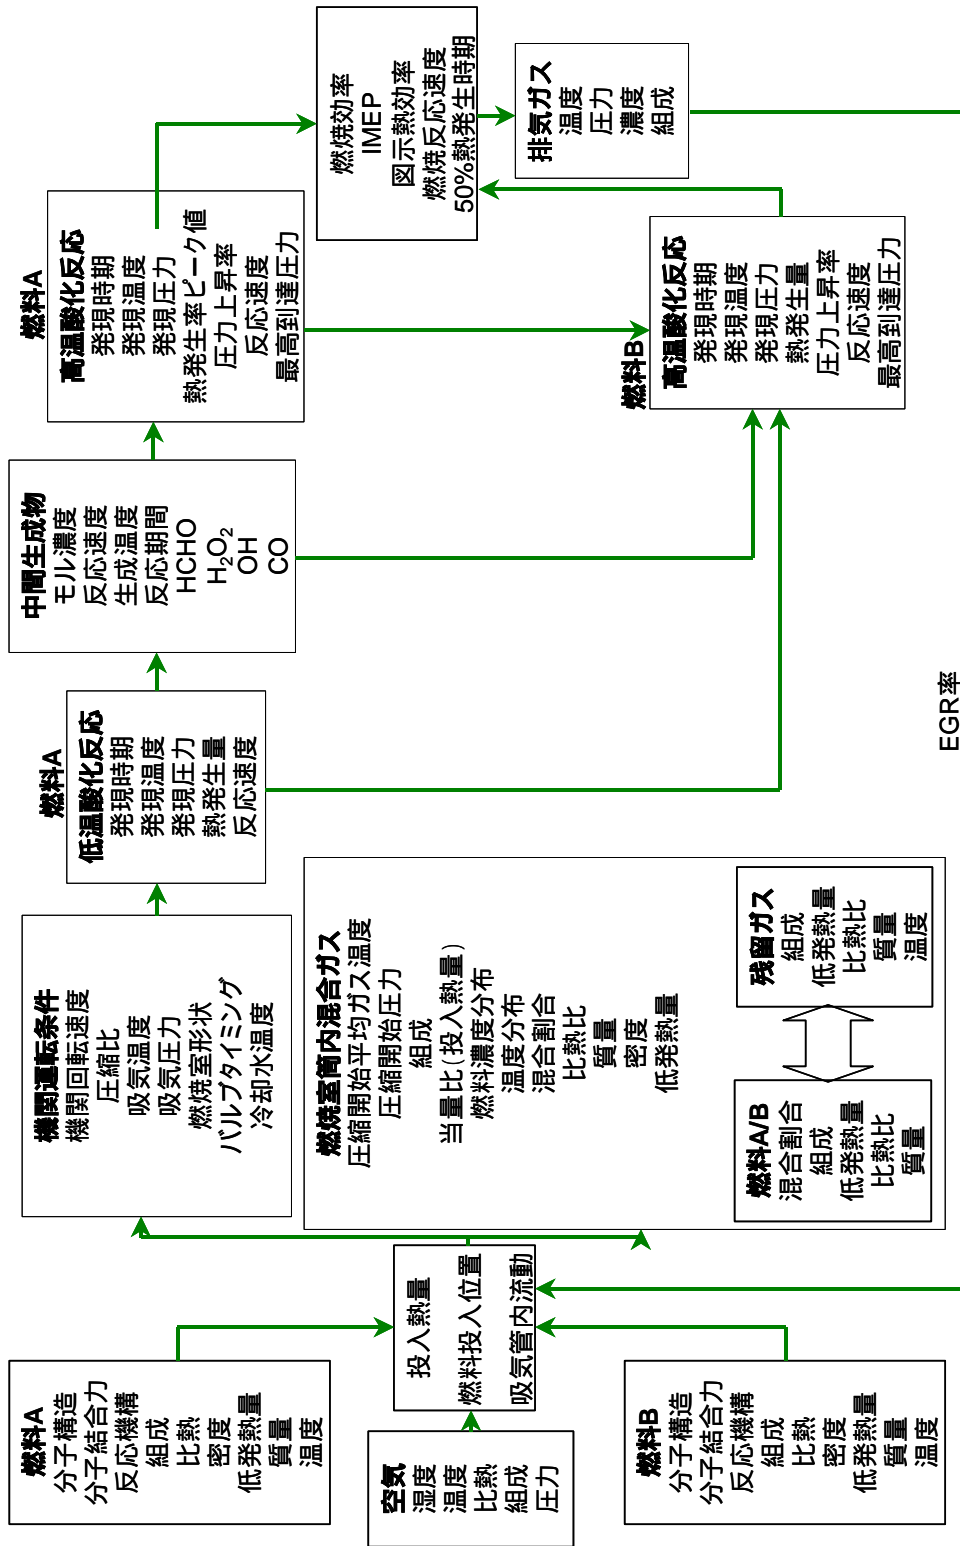 燃料A
分子構造
分子結合力
反応機構
組成
比熱
密度
低発熱量
質量
温度
空気
湿度
温度
比熱
組成
圧力
燃料B
分子構造
分子結合力
反応機構
組成
比熱
密度
低発熱量
質量
温度
投入熱量
燃料投入位置
吸気管内流動
機関運転条件
機関回転速度
圧縮比
吸気温度
吸気圧力
燃焼室形状
バルブタイミング
冷却水温度
燃焼室筒内混合ガス
圧縮開始平均ガス温度
圧縮開始圧力
組成
当量比(投入熱量)
燃料濃度分布
温度分布
混合割合
比熱比
質量
密度
低発熱量
燃料A/B
混合割合
組成
低発熱量
比熱比
質量
残留ガス
組成
低発熱量
比熱比
質量
温度
燃料A
低温酸化反応
発現時期
発現温度
発現圧力
熱発生量
反応速度
中間生成物
モル濃度
反応速度
生成温度
反応期間
HCHO
H₂O₂
OH
CO
燃料A
高温酸化反応
発現時期
発現温度
発現圧力
熱発生率ピーク値
圧力上昇率
反応速度
最高到達圧力
燃料B
高温酸化反応
発現時期
発現温度
発現圧力
熱発生量
圧力上昇率
反応速度
最高到達圧力
燃焼効率
IMEP
図示熱効率
燃焼反応速度
50%熱発生時期
排気ガス
温度
圧力
濃度
組成
EGR率